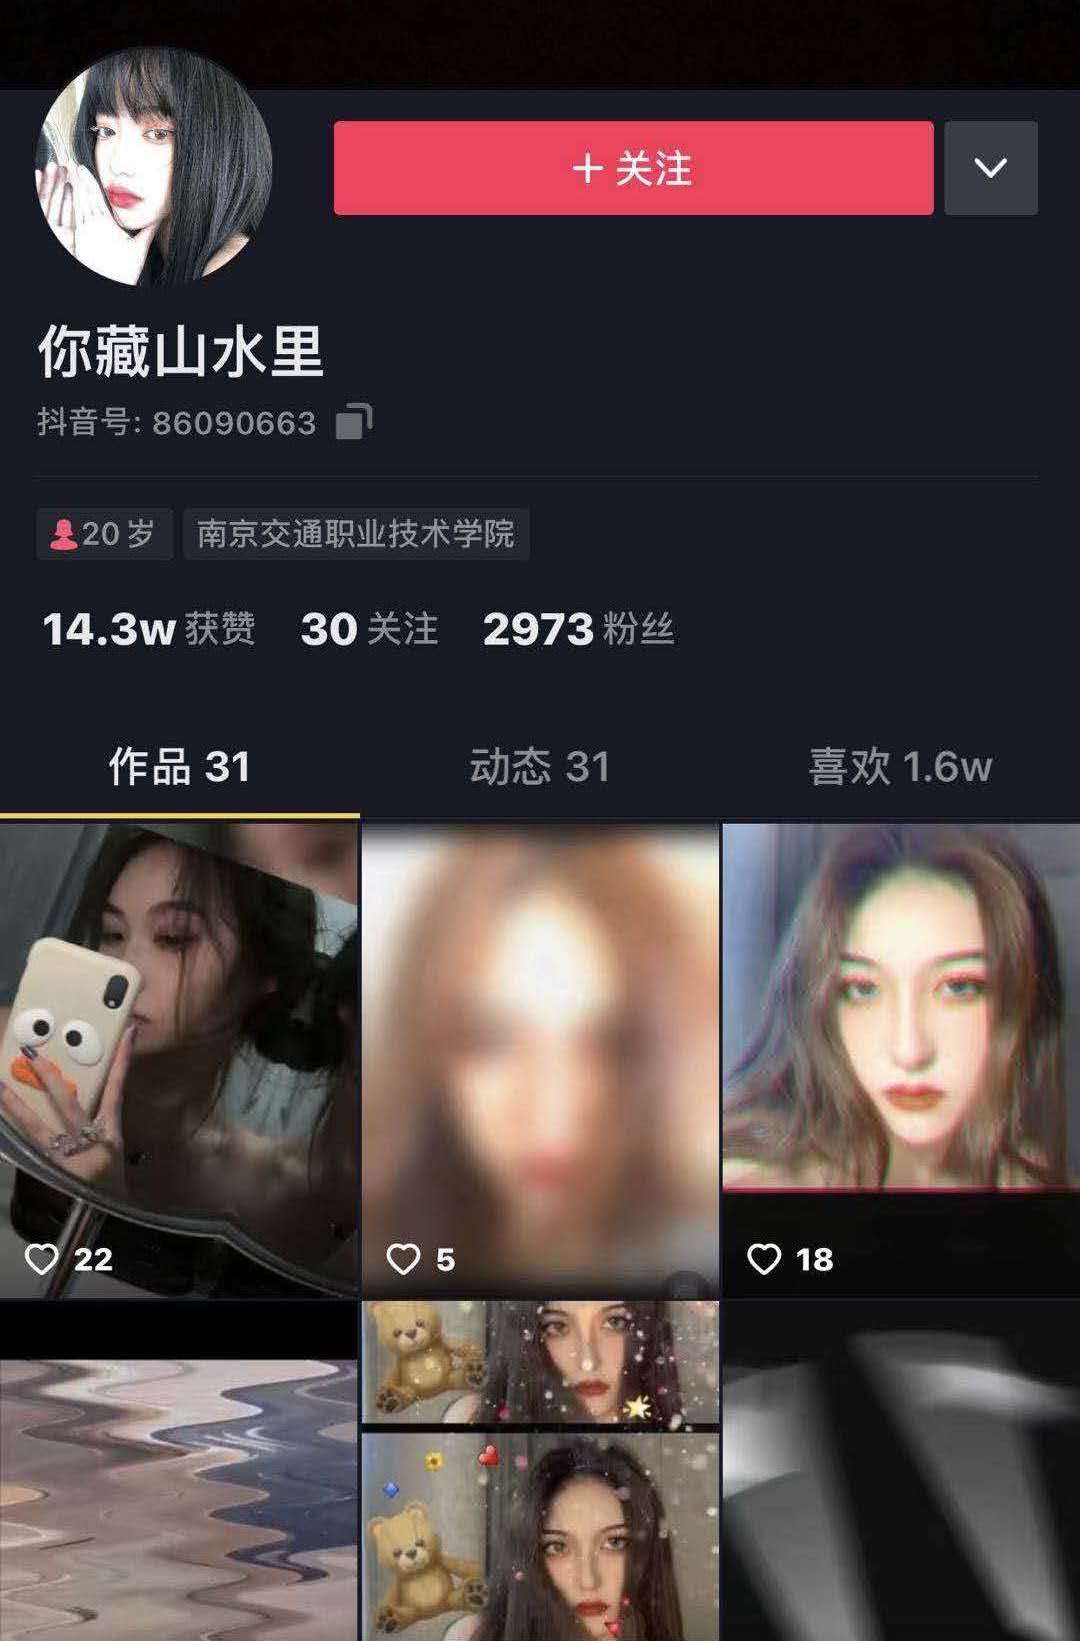 + 关注
你藏山水里
抖音号: 86090663
20 岁 南京交通职业技术学院
14.3w 获赞 30 关注 2973 粉丝
作品 31 动态 31 喜欢 1.6w
22 5 18